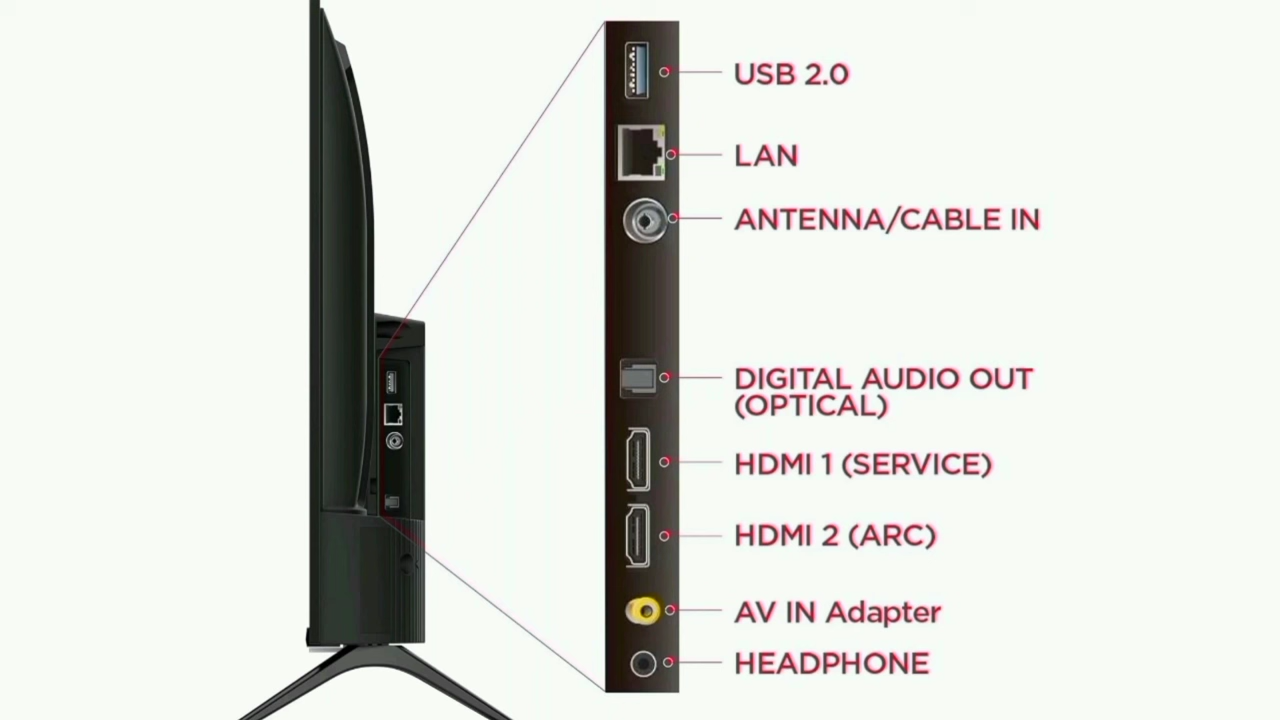 USB 2.0
LAN
ANTENNA/CABLE IN
DIGITAL AUDIO OUT
(OPTICAL)
HDMI 1 (SERVICE)
HDMI 2 (ARC)
AV IN Adapter
HEADPHONE